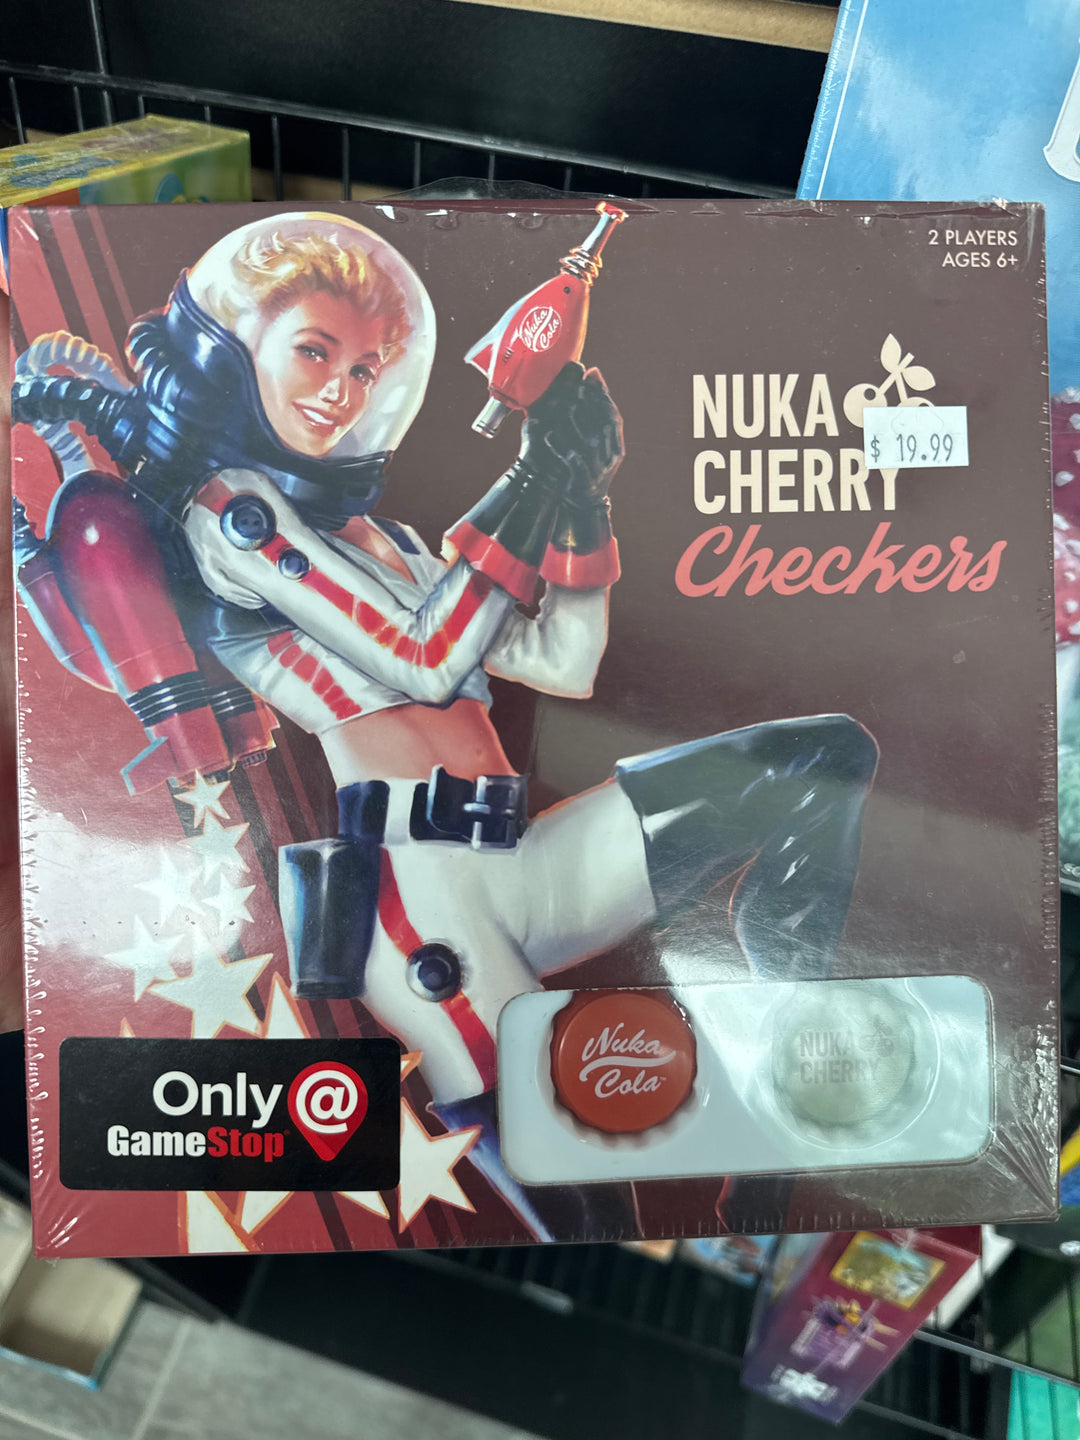 2 PLAYERS
AGES 6+
Nuka
Cola
NUKA
$ 19.99
CHERRY
Checkers
Only @
GameStop
Nuka
Cola
NUKA
CHERRY